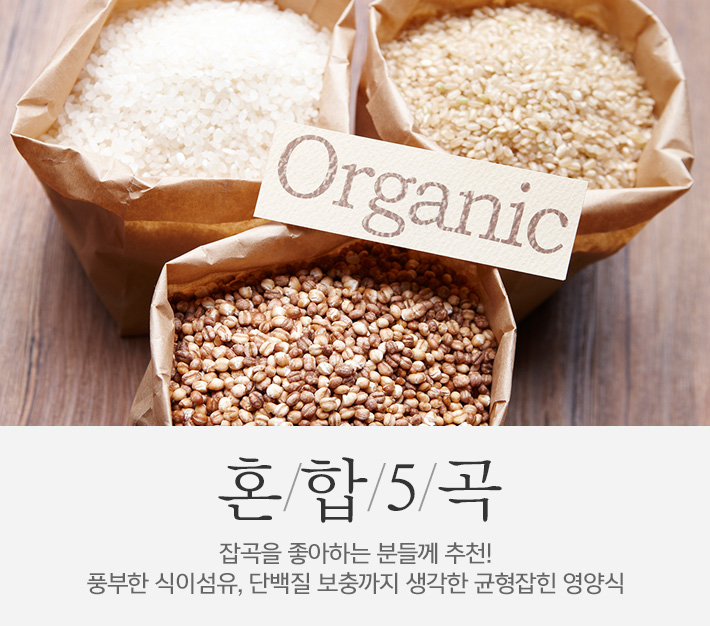 Organic
혼/합/5/곡
잡곡을 좋아하는 분들께 추천!
풍부한 식이섬유, 단백질 보충까지 생각한 균형잡힌 영양식